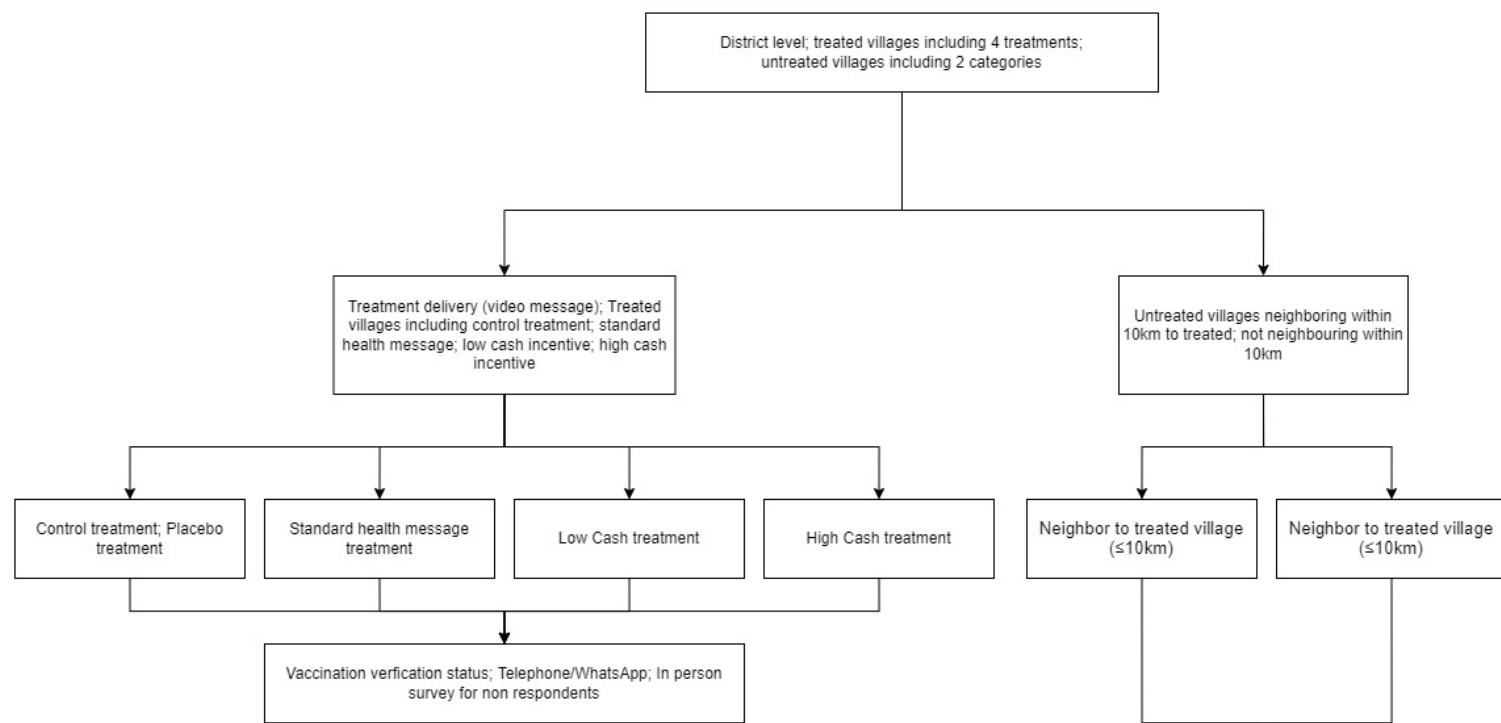 District level; treated villages including 4 treatments;
untreated villages including 2 categories
Treatment delivery (video message); Treated
villages including control treatment; standard
health message; low cash incentive; high cash
incentive
Untreated villages neighboring within
10km to treated; not neighbouring within
10km
Control treatment; Placebo
treatment
Standard health message
treatment
Low Cash treatment
High Cash treatment
Neighbor to treated village
(≤10km)
Neighbor to treated village
(≤10km)
Vaccination verfication status; Telephone/WhatsApp; In person
survey for non respondents